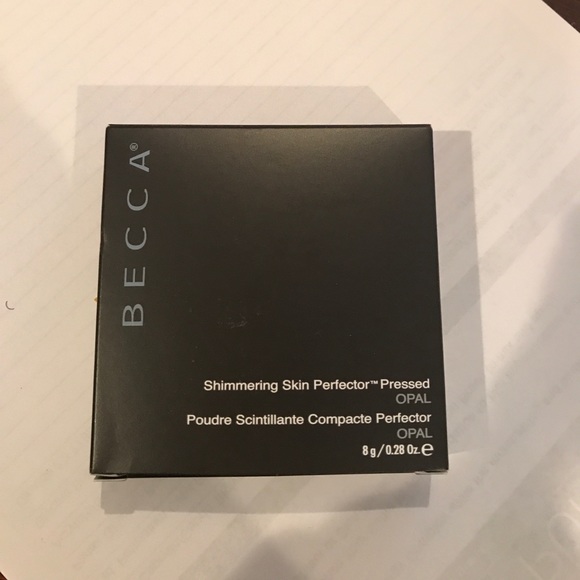 BECCA®
Shimmering Skin Perfector™ Pressed
OPAL
Poudre Scintillante Compacte Perfector
OPAL
8 g / 0.28 Oz. ℮